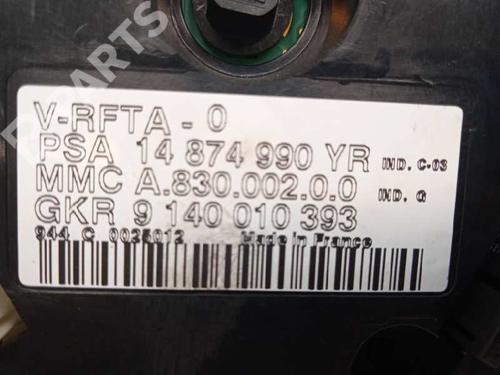 B-PARTS
V-RFTA - 0
PSA 14 874 990 YR IND. C-03
MMC A.830.002.0.0 IND. G
GKR 9 140 010 393
944 C 0025012 Made in France